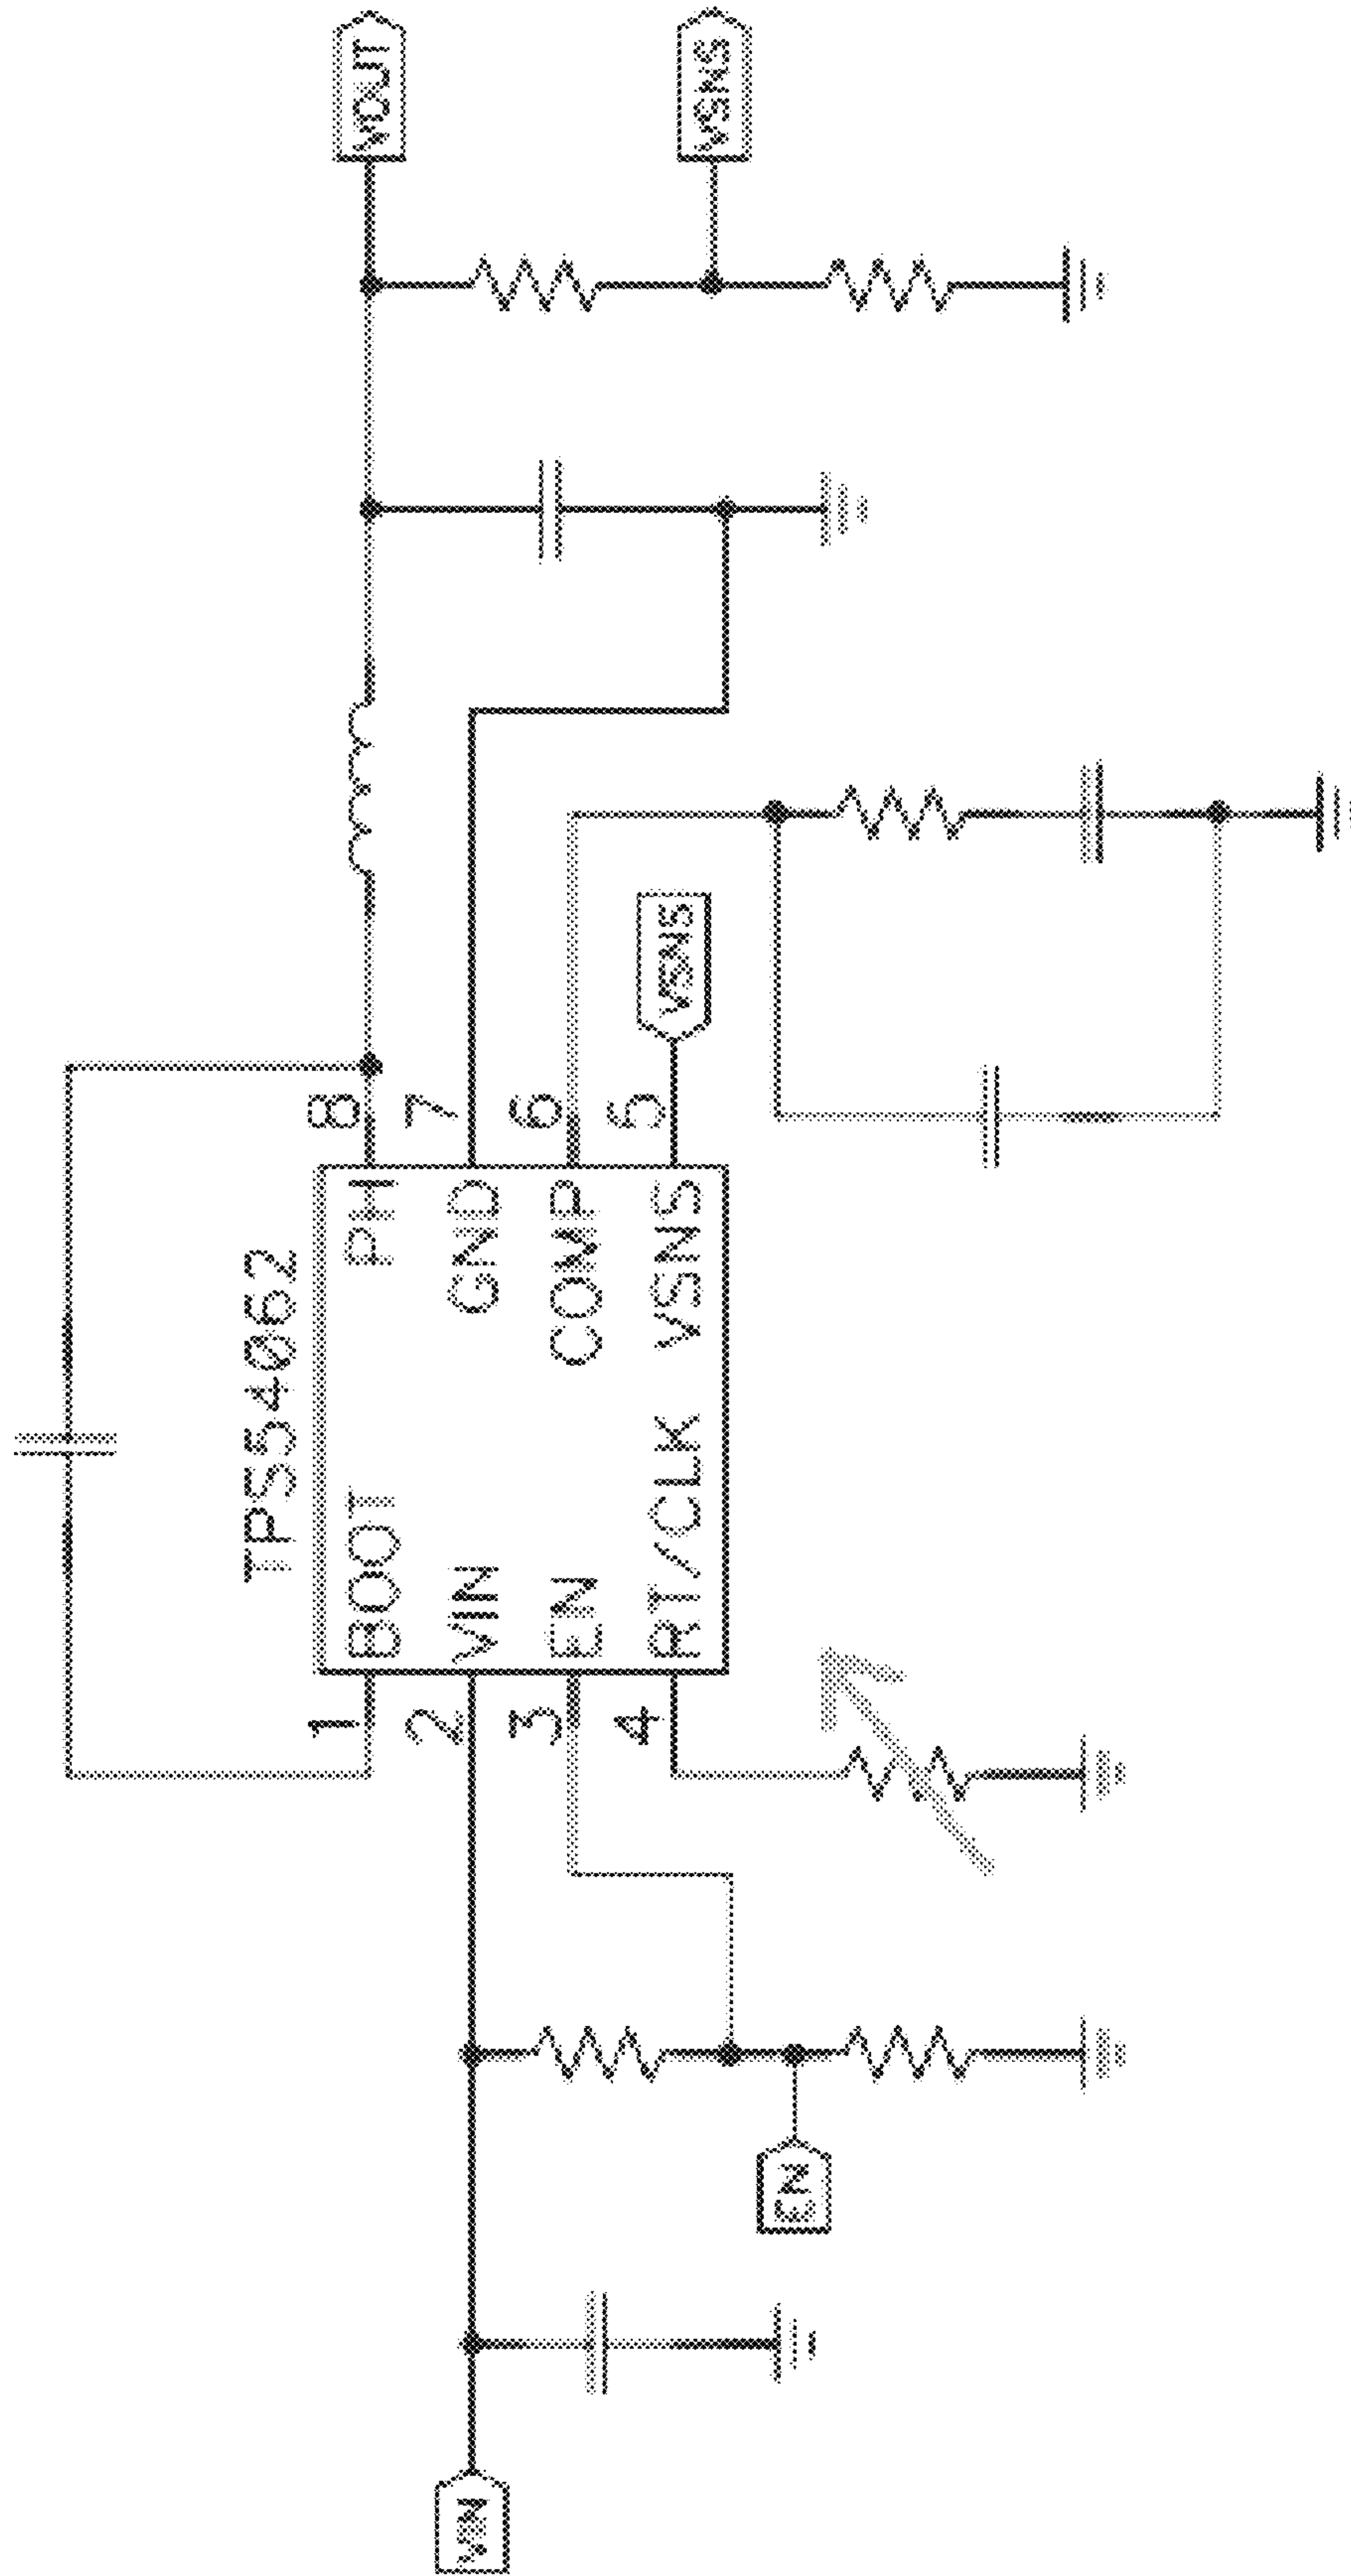 TPS54062
1
BOOT
PH
8
VOUT
VIN
2
VIN
GND
7
3
EN
COMP
6
4
RT/CLK
VSNS
5
VSNS
VSNS
EN